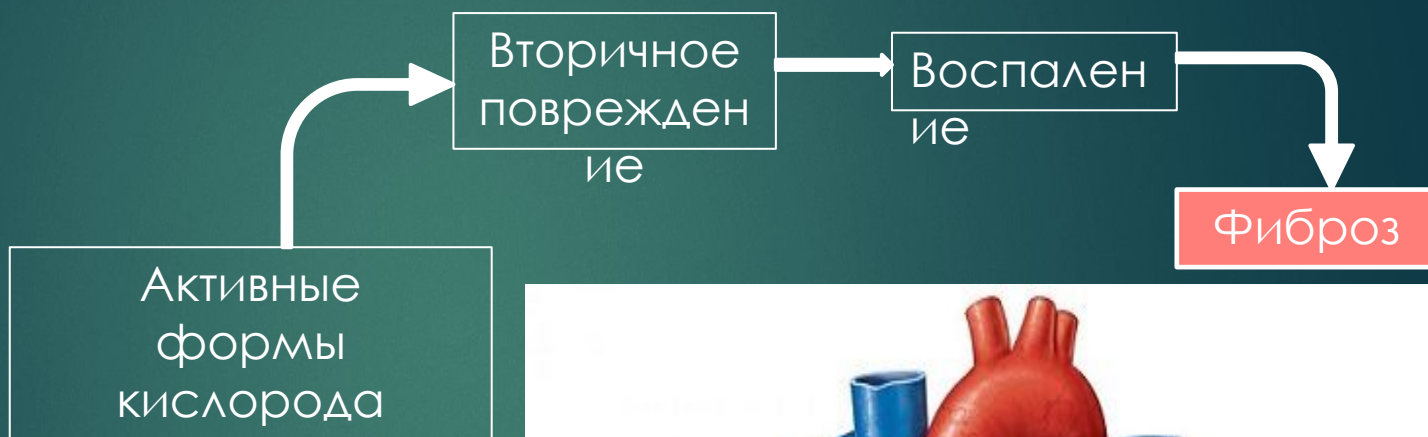 Вторичное
поврежден
ие
Воспален
ие
Фиброз
Активные
формы
кислорода